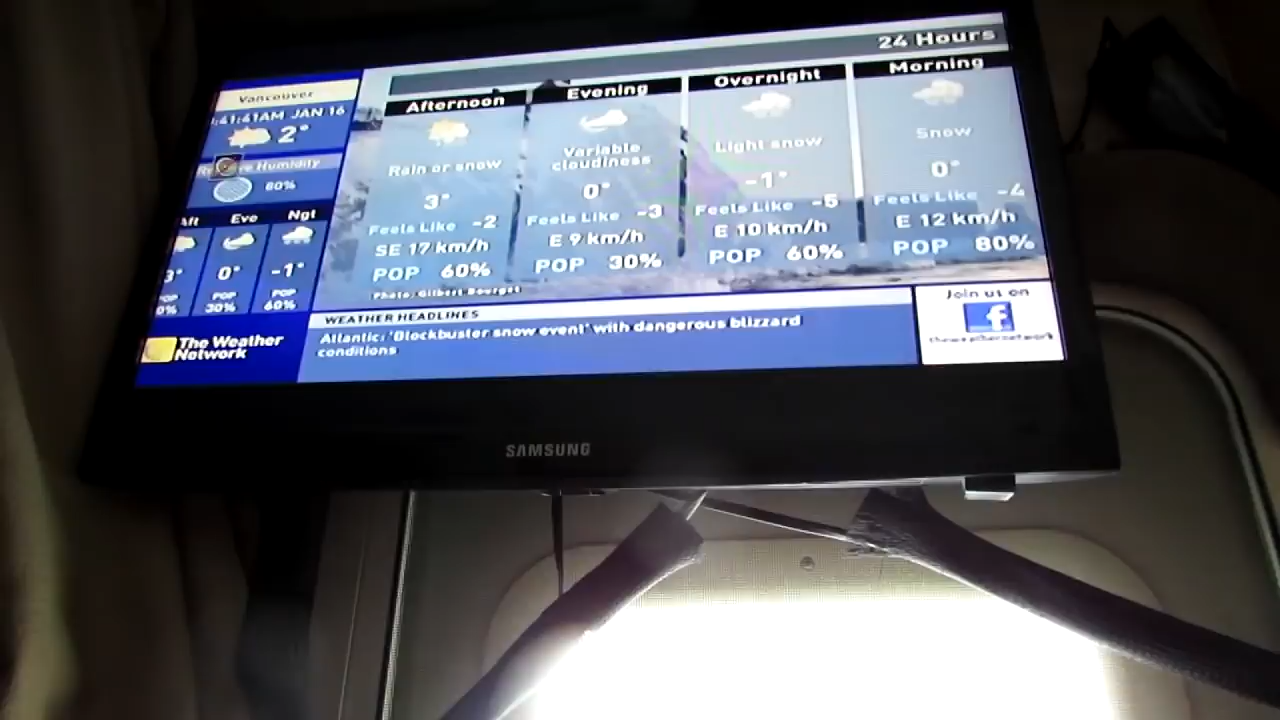 24 Hours
Vancouver
:41:41AM JAN 16
2°
Humidity
80%
Aft Eve Ngt
3° 0° -1°
POP POP POP
0% 30% 60%
The Weather
Network
Afternoon
Rain or snow
3°
Feels Like -2
SE 17 km/h
POP 60%
Evening
Variable
cloudiness
0°
Feels Like -3
E 9 km/h
POP 30%
Overnight
Light snow
-1°
Feels Like -5
E 10 km/h
POP 60%
Morning
Snow
0°
Feels Like -4
E 12 km/h
POP 80%
Photo: Gilbert Bourget
WEATHER HEADLINES
Atlantic: 'Blockbuster snow event' with dangerous blizzard
conditions
Join us on
f
theweathernetwork
SAMSUNG